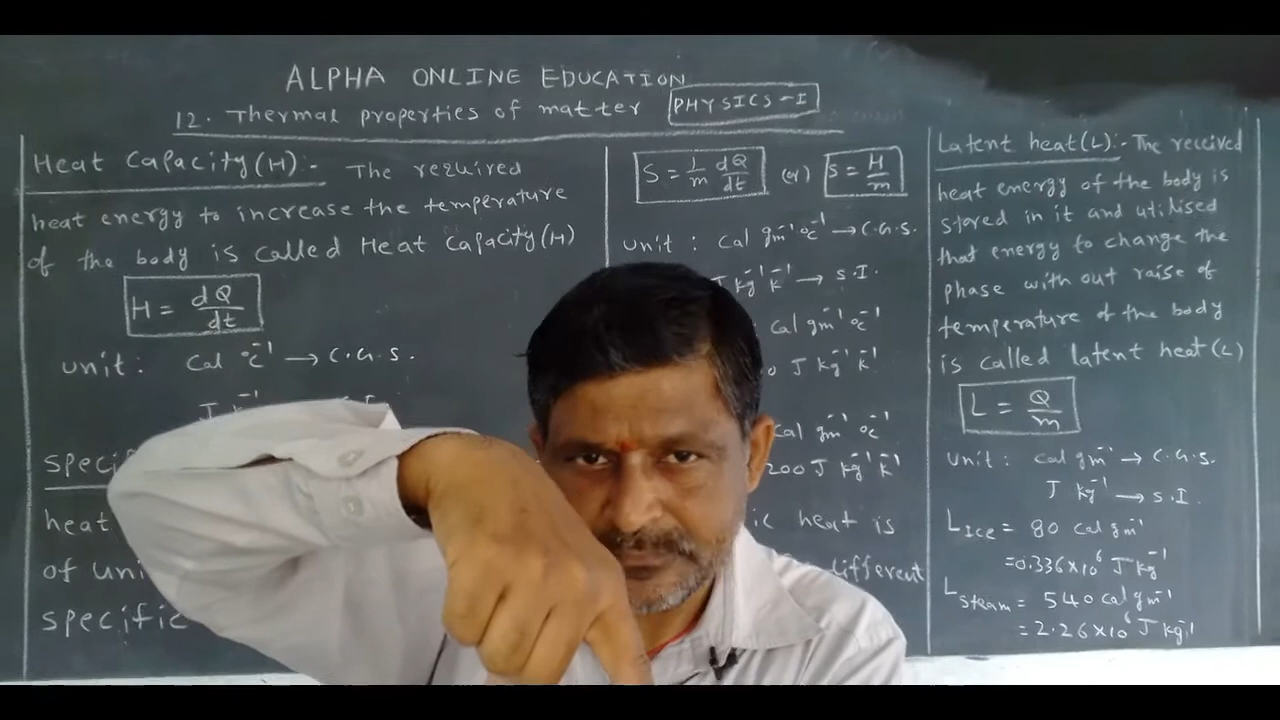 ALPHA ONLINE EDUCATION
12. Thermal properties of matter PHYSICS-I
Heat Capacity(H):- The required
heat energy to increase the temperature
of the body is called Heat capacity(H)
H = dQ/dt
unit: Cal °c⁻¹ → C.G.S.
J k⁻¹
speci
heat
of uni
specific
S = 1/m dQ/dt (or) S = H/m
unit: cal gm⁻¹ °c⁻¹ → C.G.S.
J kg⁻¹ k⁻¹ → S.I.
cal gm⁻¹ °c⁻¹
0 J kg⁻¹ k⁻¹
cal gm⁻¹ °c⁻¹
200 J kg⁻¹ k⁻¹
ic heat is
different
Latent heat(L):- The received
heat energy of the body is
stored in it and utilised
that energy to change the
phase with out raise of
temperature of the body
is called latent heat(L)
L = Q/m
unit: cal gm⁻¹ → C.G.S.
J kg⁻¹ → S.I.
L Ice = 80 cal gm⁻¹
=0.336×10⁶ J kg⁻¹
L steam = 540 cal gm⁻¹
=2.26×10⁶ J kg⁻¹